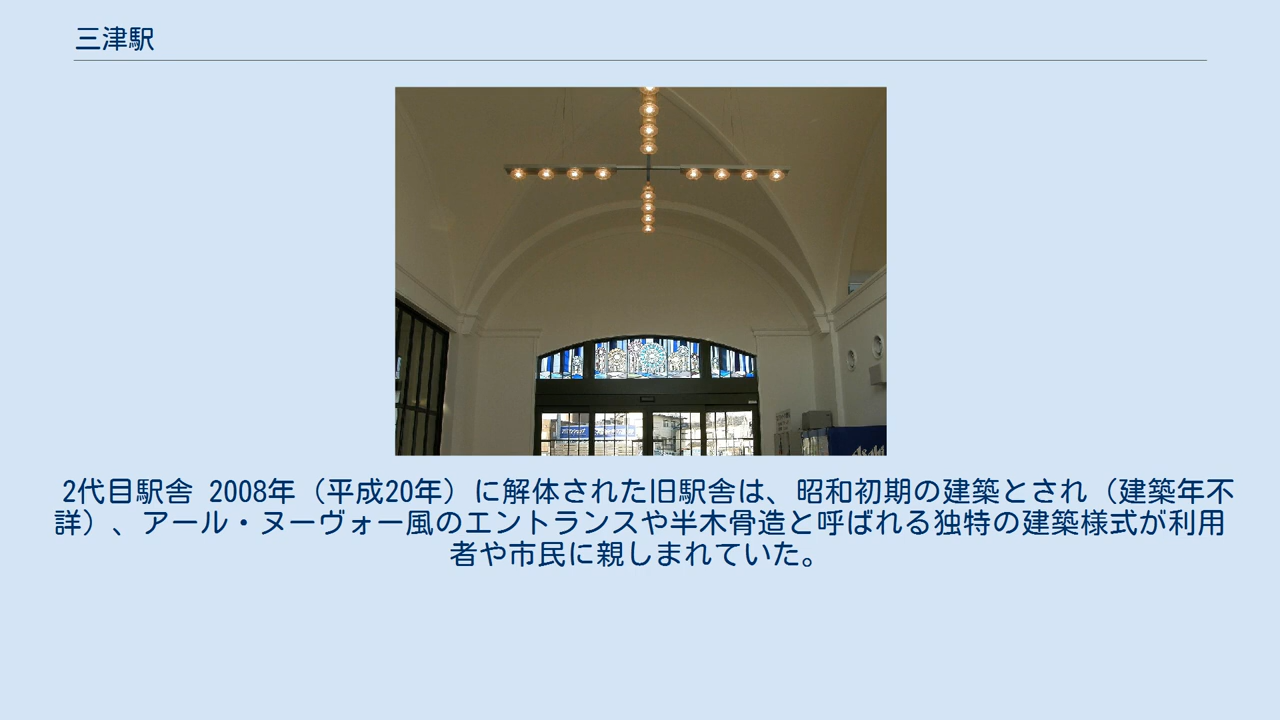 三津駅
2代目駅舎 2008年（平成20年）に解体された旧駅舎は、昭和初期の建築とされ（建築年不
詳）、アール・ヌーヴォー風のエントランスや半木骨造と呼ばれる独特の建築様式が利用
者や市民に親しまれていた。